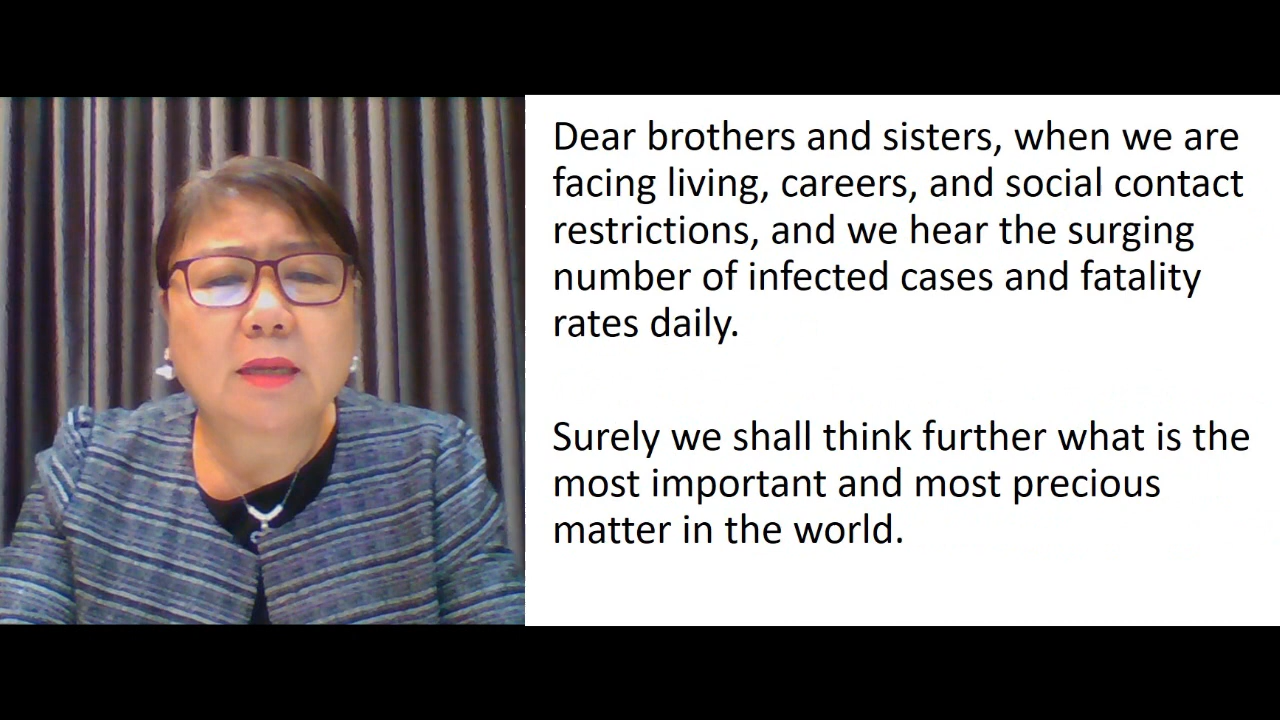 Dear brothers and sisters, when we are
facing living, careers, and social contact
restrictions, and we hear the surging
number of infected cases and fatality
rates daily.
Surely we shall think further what is the
most important and most precious
matter in the world.